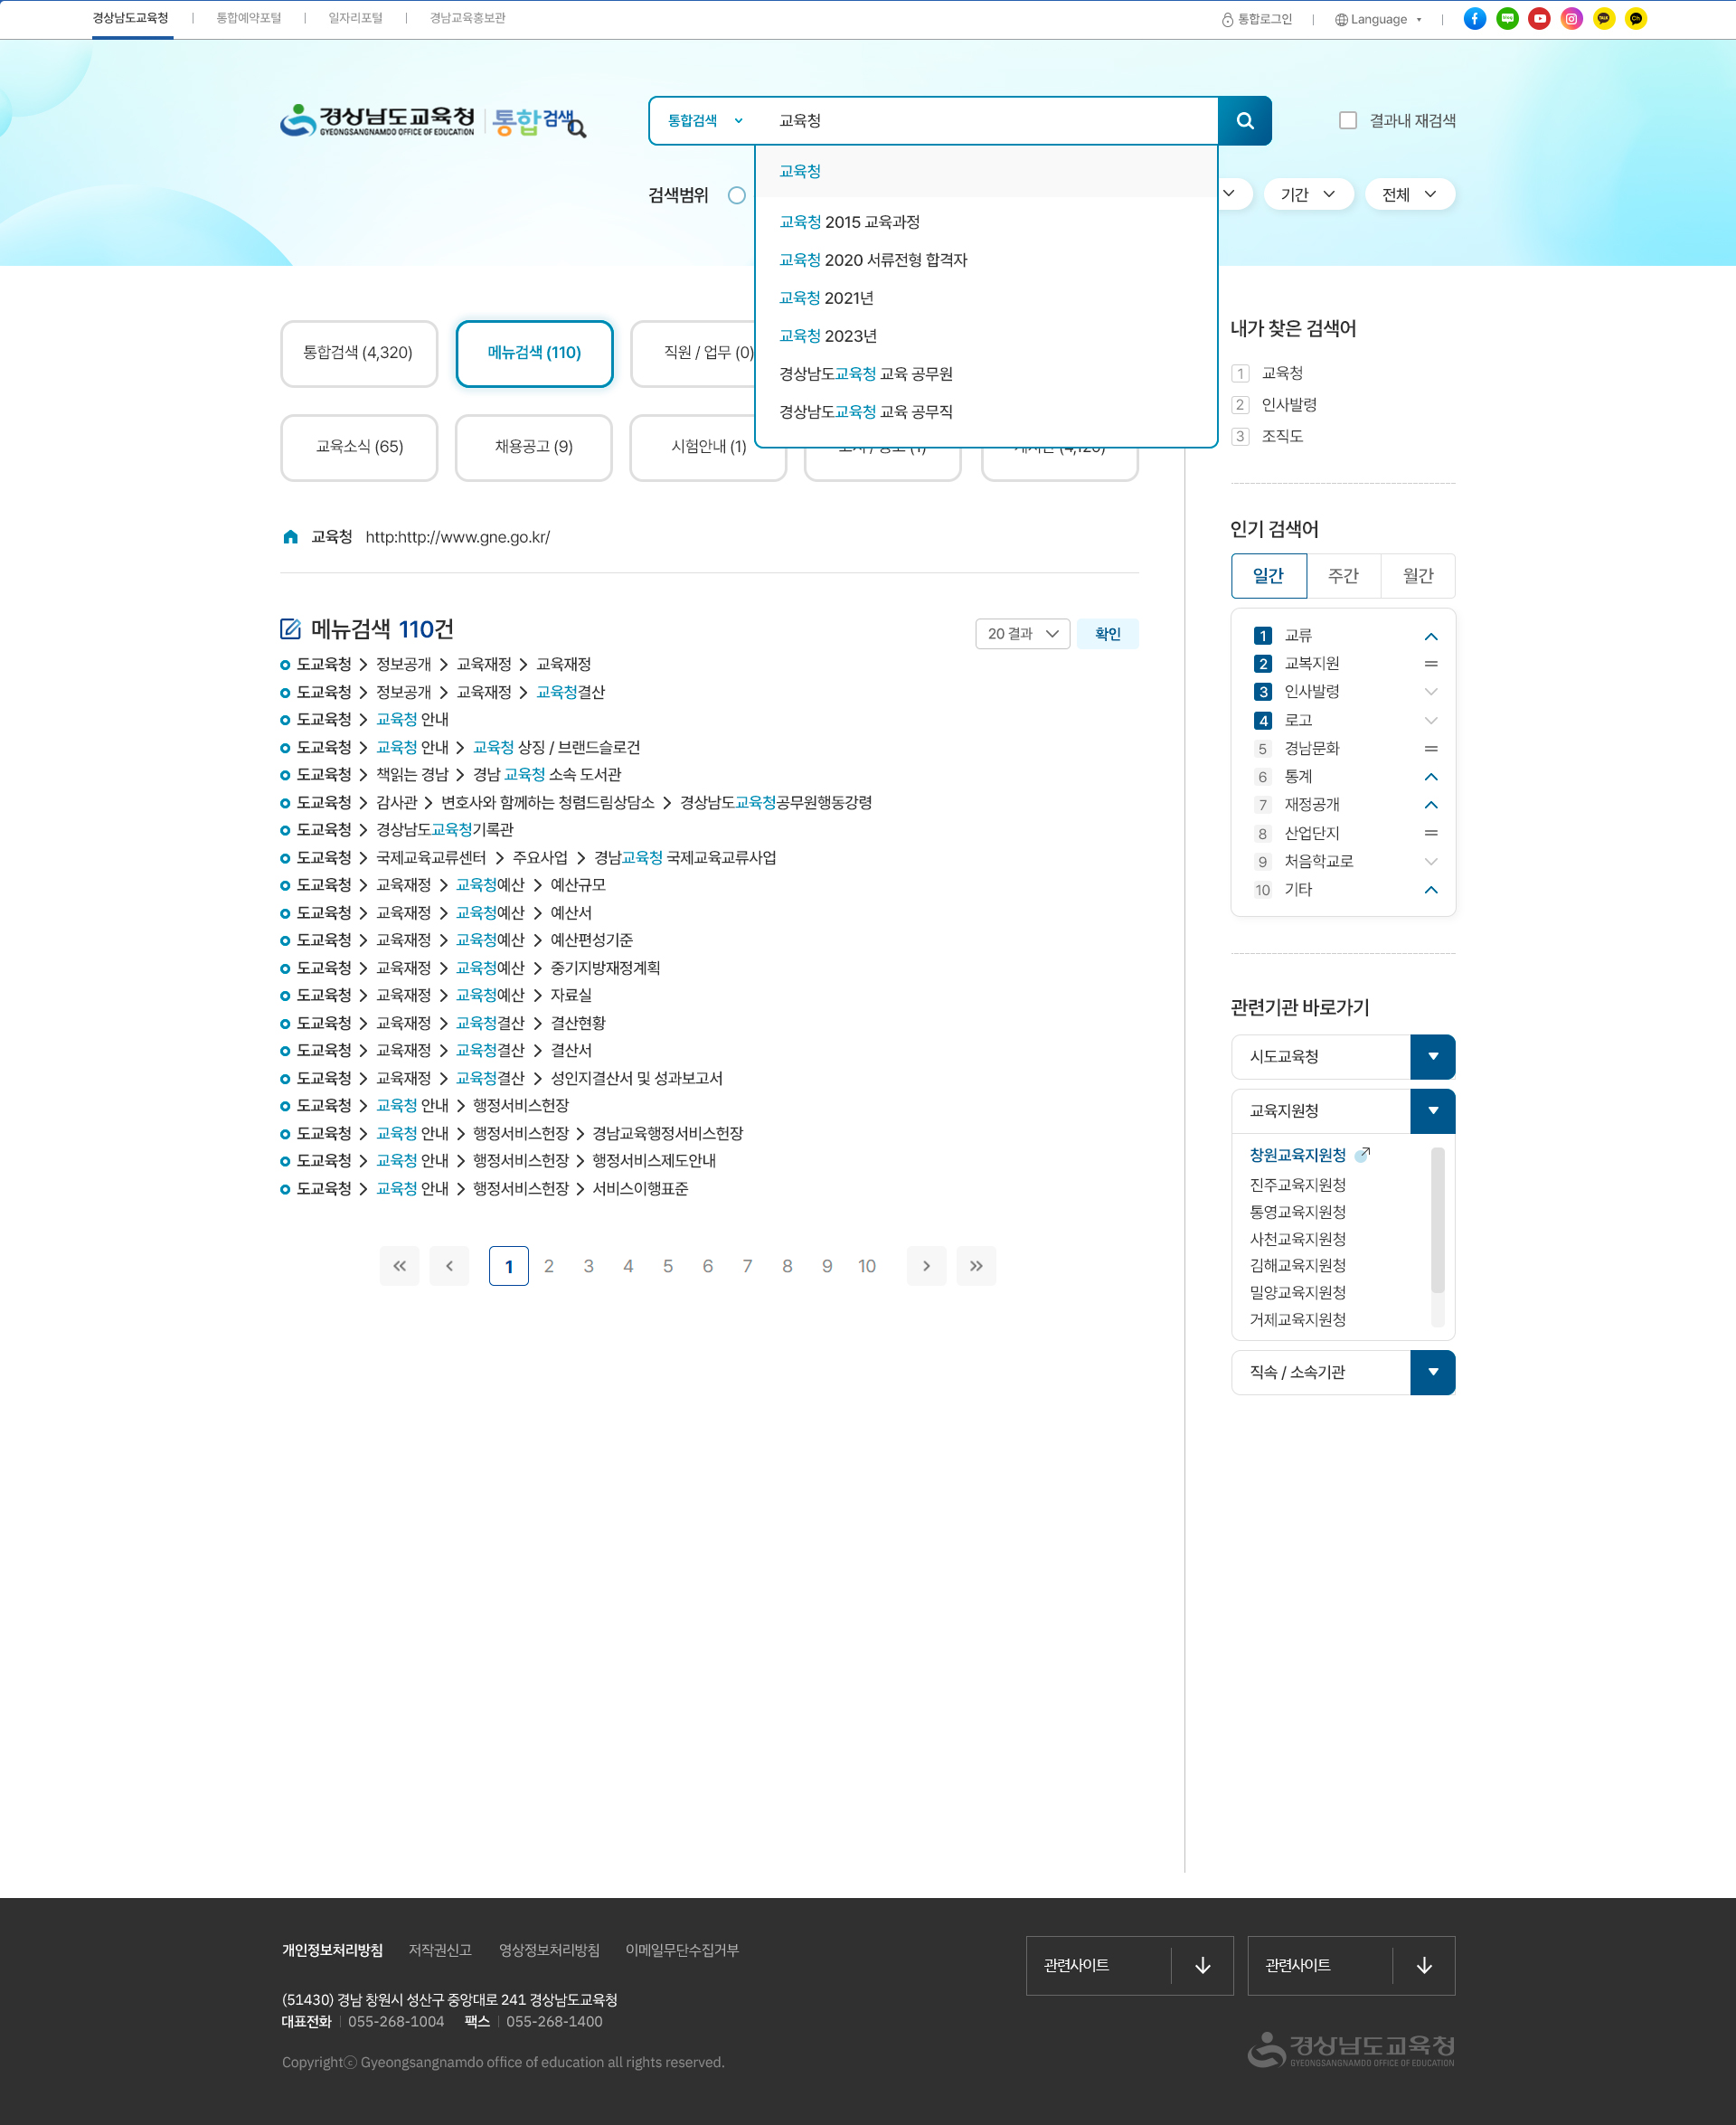 경상남도교육청 통합예약포털 일자리포털 경남교육홍보관 통합로그인 Language
경상남도교육청 통합검색
GYEONGSANGNAMDO OFFICE OF EDUCATION
통합검색 교육청 결과내 재검색
검색범위 기간 전체
교육청
교육청 2015 교육과정
교육청 2020 서류전형 합격자
교육청 2021년
교육청 2023년
경상남도교육청 교육 공무원
경상남도교육청 교육 공무직
통합검색 (4,320) 메뉴검색 (110) 직원 / 업무 (0)
교육소식 (65) 채용공고 (9) 시험안내 (1)
교육청 http:http://www.gne.go.kr/
메뉴검색 110건 20 결과 확인
도교육청 > 정보공개 > 교육재정 > 교육재정
도교육청 > 정보공개 > 교육재정 > 교육청결산
도교육청 > 교육청 안내
도교육청 > 교육청 안내 > 교육청 상징 / 브랜드슬로건
도교육청 > 책읽는 경남 > 경남 교육청 소속 도서관
도교육청 > 감사관 > 변호사와 함께하는 청렴드림상담소 > 경상남도교육청공무원행동강령
도교육청 > 경상남도교육청기록관
도교육청 > 국제교육교류센터 > 주요사업 > 경남교육청 국제교육교류사업
도교육청 > 교육재정 > 교육청예산 > 예산규모
도교육청 > 교육재정 > 교육청예산 > 예산서
도교육청 > 교육재정 > 교육청예산 > 예산편성기준
도교육청 > 교육재정 > 교육청예산 > 중기지방재정계획
도교육청 > 교육재정 > 교육청예산 > 자료실
도교육청 > 교육재정 > 교육청결산 > 결산현황
도교육청 > 교육재정 > 교육청결산 > 결산서
도교육청 > 교육재정 > 교육청결산 > 성인지결산서 및 성과보고서
도교육청 > 교육청 안내 > 행정서비스헌장
도교육청 > 교육청 안내 > 행정서비스헌장 > 경남교육행정서비스헌장
도교육청 > 교육청 안내 > 행정서비스헌장 > 행정서비스제도안내
도교육청 > 교육청 안내 > 행정서비스헌장 > 서비스이행표준
« ‹ 1 2 3 4 5 6 7 8 9 10 › »
내가 찾은 검색어
1 교육청
2 인사발령
3 조직도
인기 검색어
일간 주간 월간
1 교류
2 교복지원
3 인사발령
4 로고
5 경남문화
6 통계
7 재정공개
8 산업단지
9 처음학교로
10 기타
관련기관 바로가기
시도교육청
교육지원청
창원교육지원청
진주교육지원청
통영교육지원청
사천교육지원청
김해교육지원청
밀양교육지원청
거제교육지원청
직속 / 소속기관
개인정보처리방침 저작권신고 영상정보처리방침 이메일무단수집거부
(51430) 경남 창원시 성산구 중앙대로 241 경상남도교육청
대표전화 055-268-1004 팩스 055-268-1400
Copyrightⓒ Gyeongsangnamdo office of education all rights reserved.
관련사이트 관련사이트
경상남도교육청
GYEONGSANGNAMDO OFFICE OF EDUCATION